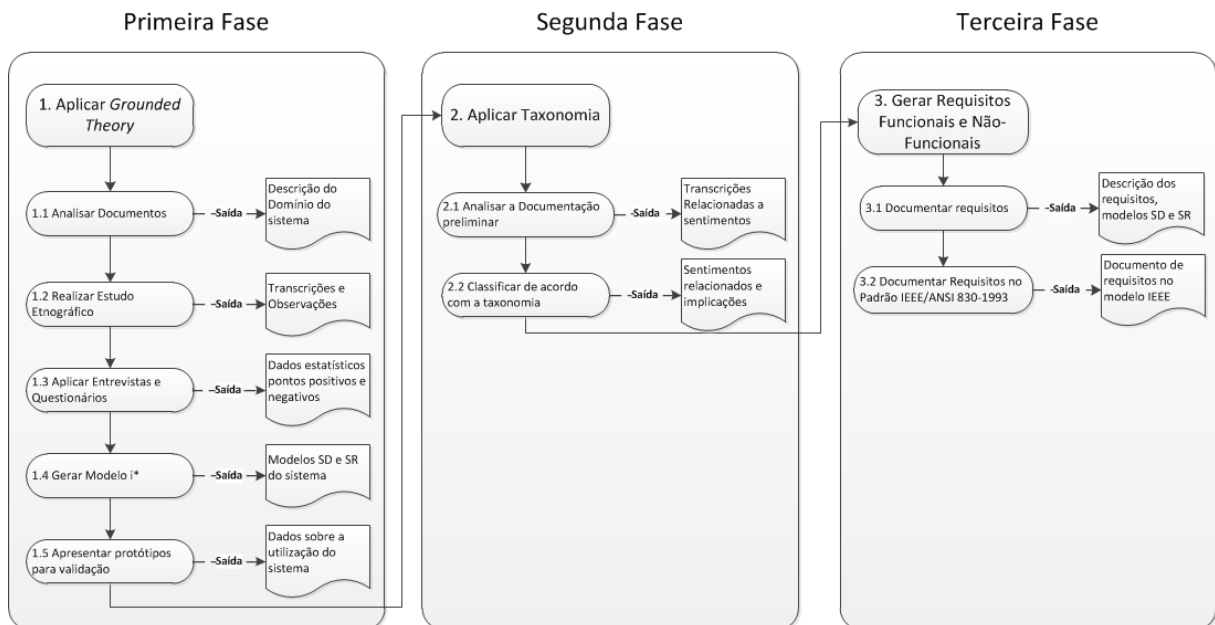 Primeira Fase
Segunda Fase
Terceira Fase
1. Aplicar Grounded
Theory
1.1 Analisar Documentos
–Saída
Descrição do
Domínio do
sistema
1.2 Realizar Estudo
Etnográfico
–Saída
Transcrições e
Observações
1.3 Aplicar Entrevistas e
Questionários
–Saída
Dados estatísticos
pontos positivos e
negativos
1.4 Gerar Modelo i*
–Saída
Modelos SD e SR
do sistema
1.5 Apresentar protótipos
para validação
–Saída
Dados sobre a
utilização do
sistema
2. Aplicar Taxonomia
2.1 Analisar a Documentação
preliminar
–Saída
Transcrições
Relacionadas a
sentimentos
2.2 Classificar de acordo
com a taxonomia
–Saída
Sentimentos
relacionados e
implicações
3. Gerar Requisitos
Funcionais e Não-
Funcionais
3.1 Documentar requisitos
–Saída
Descrição dos
requisitos,
modelos SD e SR
3.2 Documentar Requisitos no
Padrão IEEE/ANSI 830-1993
–Saída
Documento de
requisitos no
modelo IEEE